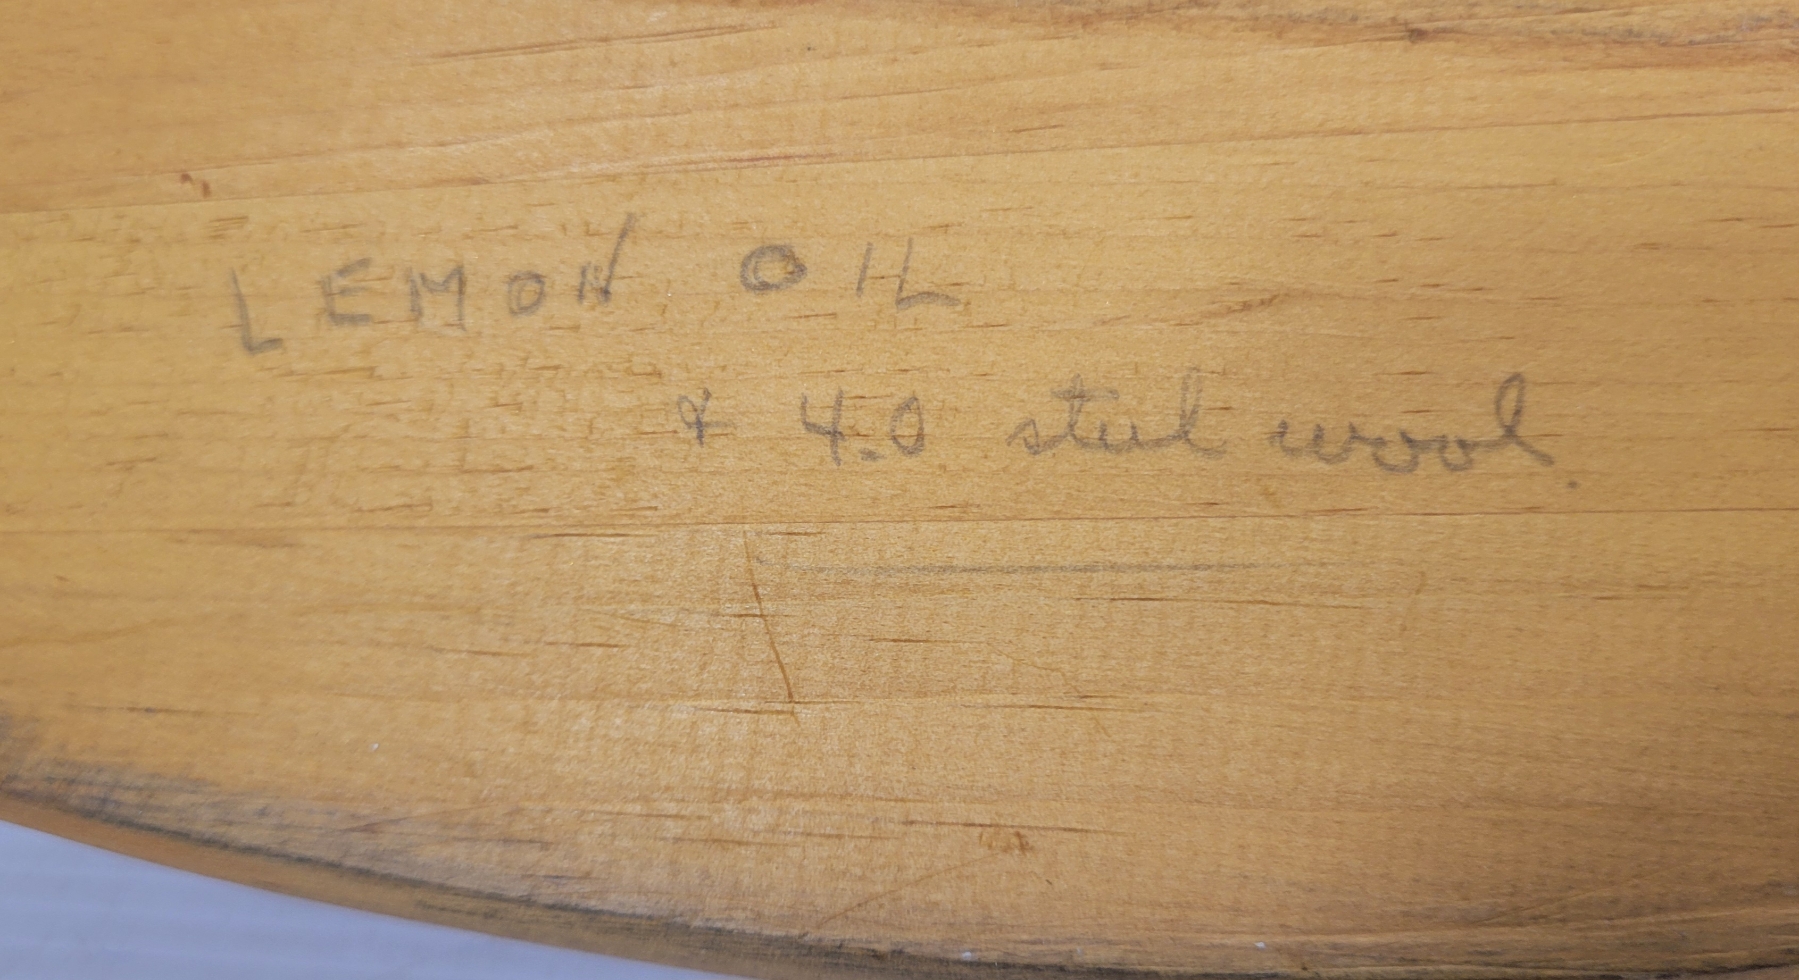 LEMON OIL
& 4.0 steel wool.